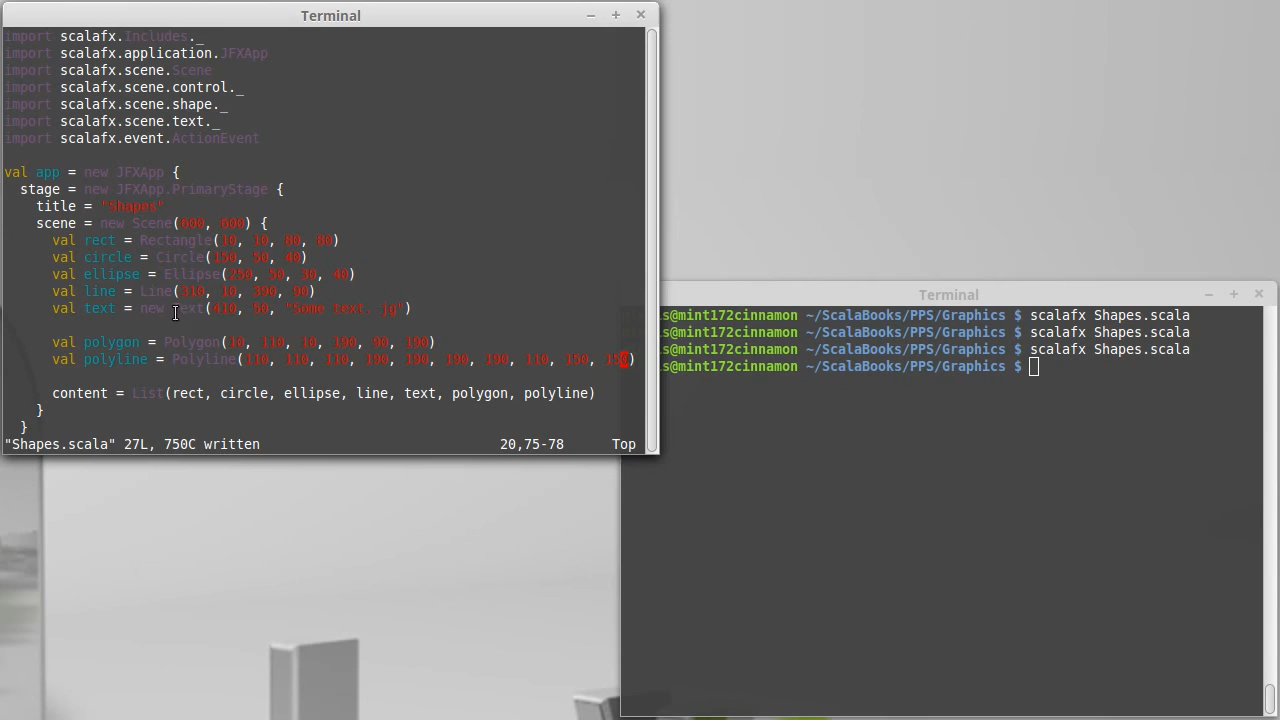 Terminal
import scalafx.Includes._
import scalafx.application.JFXApp
import scalafx.scene.Scene
import scalafx.scene.control._
import scalafx.scene.shape._
import scalafx.scene.text._
import scalafx.event.ActionEvent
val app = new JFXApp {
stage = new JFXApp.PrimaryStage {
title = "Shapes"
scene = new Scene(600, 600) {
val rect = Rectangle(10, 10, 80, 80)
val circle = Circle(150, 50, 40)
val ellipse = Ellipse(250, 50, 30, 40)
val line = Line(310, 10, 390, 90)
val text = new Text(410, 50, "Some text. jg")
val polygon = Polygon(10, 110, 10, 190, 90, 190)
val polyline = Polyline(110, 110, 110, 190, 190, 190, 190, 110, 150, 150)
content = List(rect, circle, ellipse, line, text, polygon, polyline)
}
}
"Shapes.scala" 27L, 750C written 20,75-78 Top
Terminal
s@mint172cinnamon ~/ScalaBooks/PPS/Graphics $ scalafx Shapes.scala
s@mint172cinnamon ~/ScalaBooks/PPS/Graphics $ scalafx Shapes.scala
s@mint172cinnamon ~/ScalaBooks/PPS/Graphics $ scalafx Shapes.scala
s@mint172cinnamon ~/ScalaBooks/PPS/Graphics $